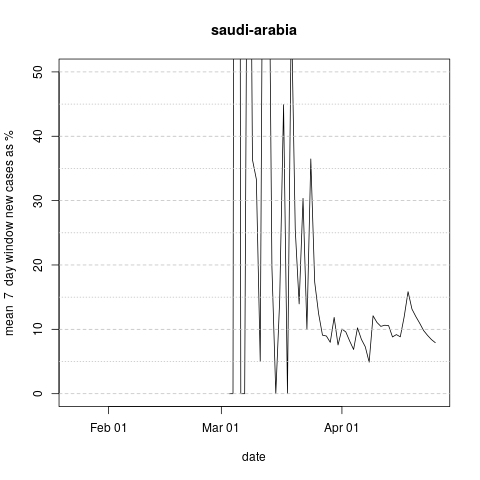 saudi-arabia
mean 7 day window new cases as %
50
40
30
20
10
0
Feb 01
Mar 01
Apr 01
date